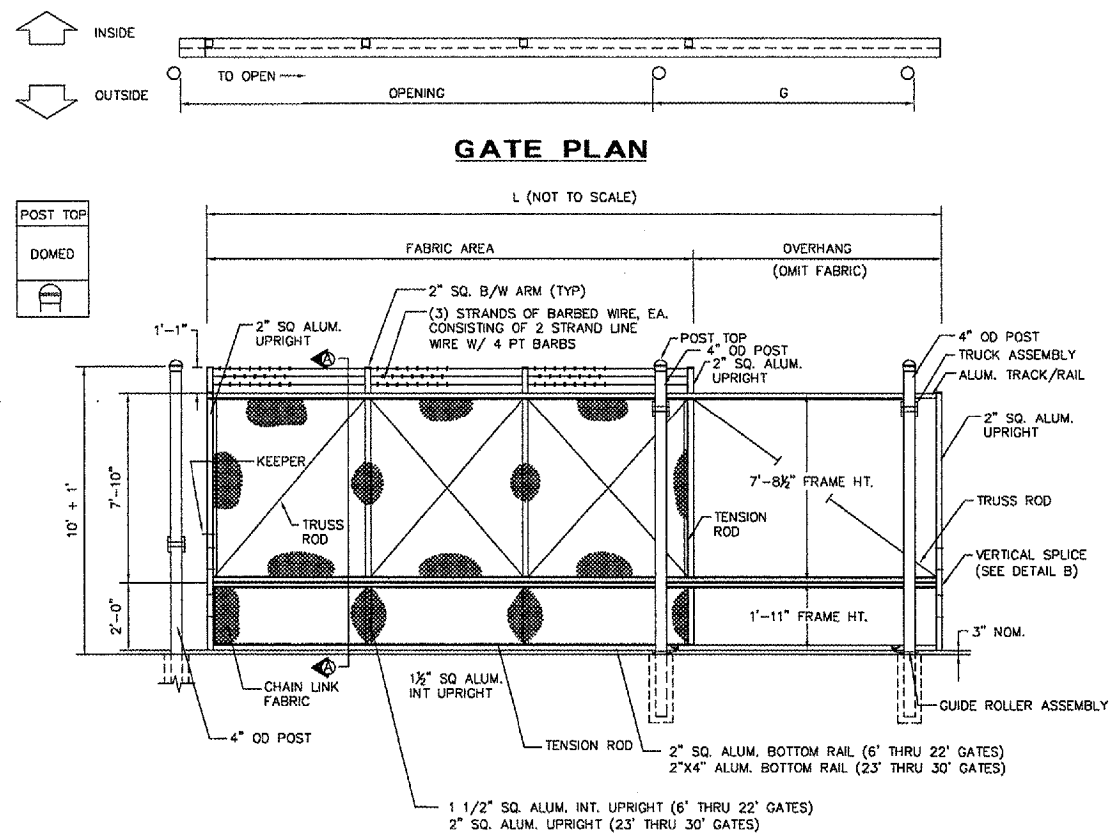 INSIDE
TO OPEN
OUTSIDE
OPENING
G
GATE PLAN
L (NOT TO SCALE)
POST TOP
DOMED
FABRIC AREA
OVERHANG
(OMIT FABRIC)
2" SQ. B/W ARM (TYP)
(3) STRANDS OF BARBED WIRE, EA.
CONSISTING OF 2 STRAND LINE
WIRE W/ 4 PT BARBS
1'-1"
2" SQ ALUM.
UPRIGHT
A
POST TOP
4" OD POST
2" SQ. ALUM.
UPRIGHT
4" OD POST
TRUCK ASSEMBLY
ALUM. TRACK/RAIL
2" SQ. ALUM.
UPRIGHT
KEEPER
10' + 1'
7'-10"
7'-8½" FRAME HT.
TRUSS
ROD
TENSION
ROD
TRUSS ROD
VERTICAL SPLICE
(SEE DETAIL B)
2'-0"
1'-11" FRAME HT.
3" NOM.
A
CHAIN LINK
FABRIC
1½" SQ ALUM.
INT UPRIGHT
GUIDE ROLLER ASSEMBLY
4" OD POST
TENSION ROD
2" SQ. ALUM. BOTTOM RAIL (6' THRU 22' GATES)
2"X4" ALUM. BOTTOM RAIL (23' THRU 30' GATES)
1 1/2" SQ. ALUM. INT. UPRIGHT (6' THRU 22' GATES)
2" SQ. ALUM. UPRIGHT (23' THRU 30' GATES)